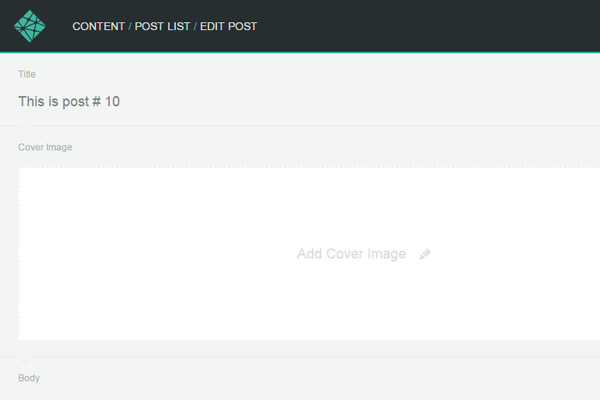 CONTENT / POST LIST / EDIT POST
Title
This is post # 10
Cover Image
Add Cover Image
Body